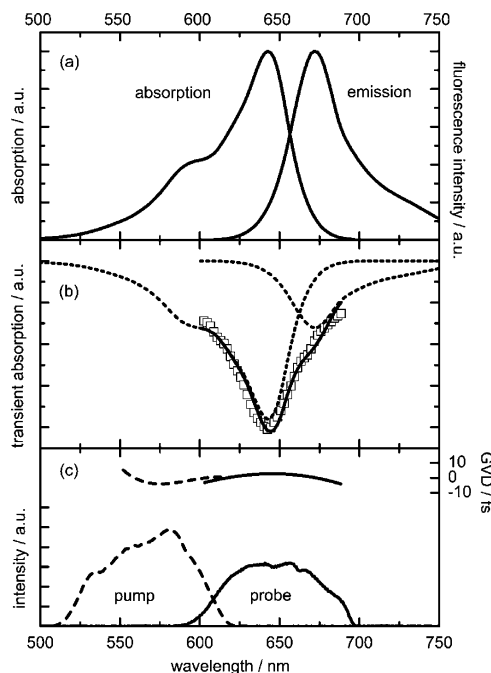 500 550 600 650 700 750
(a)
absorption
emission
absorption / a.u.
fluorescence intensity / a.u.
(b)
transient absorption / a.u.
(c)
10
0
-10
GVD / fs
intensity / a.u.
pump
probe
500 550 600 650 700 750
wavelength / nm